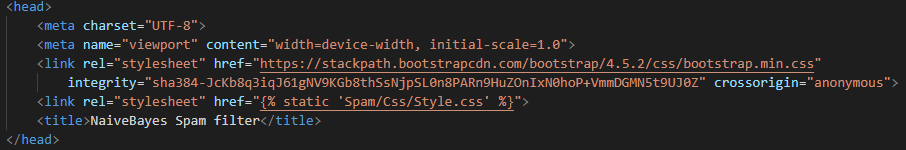 <head>
<meta charset="UTF-8">
<meta name="viewport" content="width=device-width, initial-scale=1.0">
<link rel="stylesheet" href="https://stackpath.bootstrapcdn.com/bootstrap/4.5.2/css/bootstrap.min.css"
integrity="sha384-JcKb8q3iqJ61gNV9KGb8thSsNjpSL0n8PARn9HuZOnIxN0hoP+VmmDGMN5t9UJ0Z" crossorigin="anonymous">
<link rel="stylesheet" href="{% static 'Spam/Css/Style.css' %}">
<title>NaiveBayes Spam filter</title>
</head>